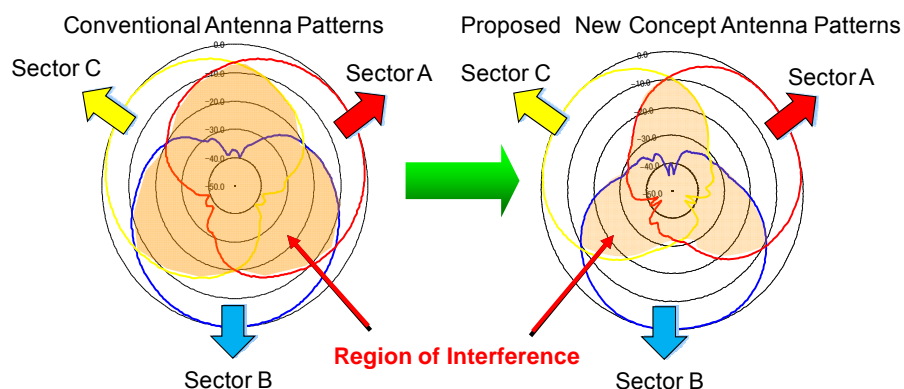 Conventional Antenna Patterns
Proposed New Concept Antenna Patterns
0.0
-10.0
-20.0
-30.0
-40.0
-50.0
Sector C
Sector A
Sector B
0.0
-10.0
-20.0
-30.0
-40.0
-50.0
Sector C
Sector A
Sector B
Region of Interference